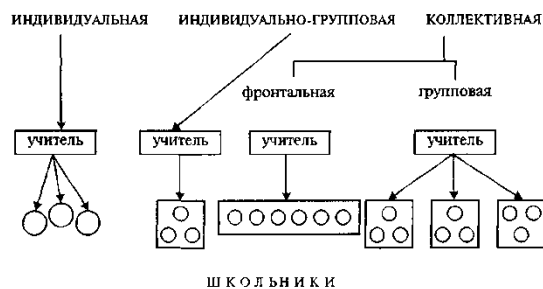 ИНДИВИДУАЛЬНАЯ ИНДИВИДУАЛЬНО-ГРУППОВАЯ КОЛЛЕКТИВНАЯ
фронтальная групповая
учитель учитель учитель учитель
ШКОЛЬНИКИ